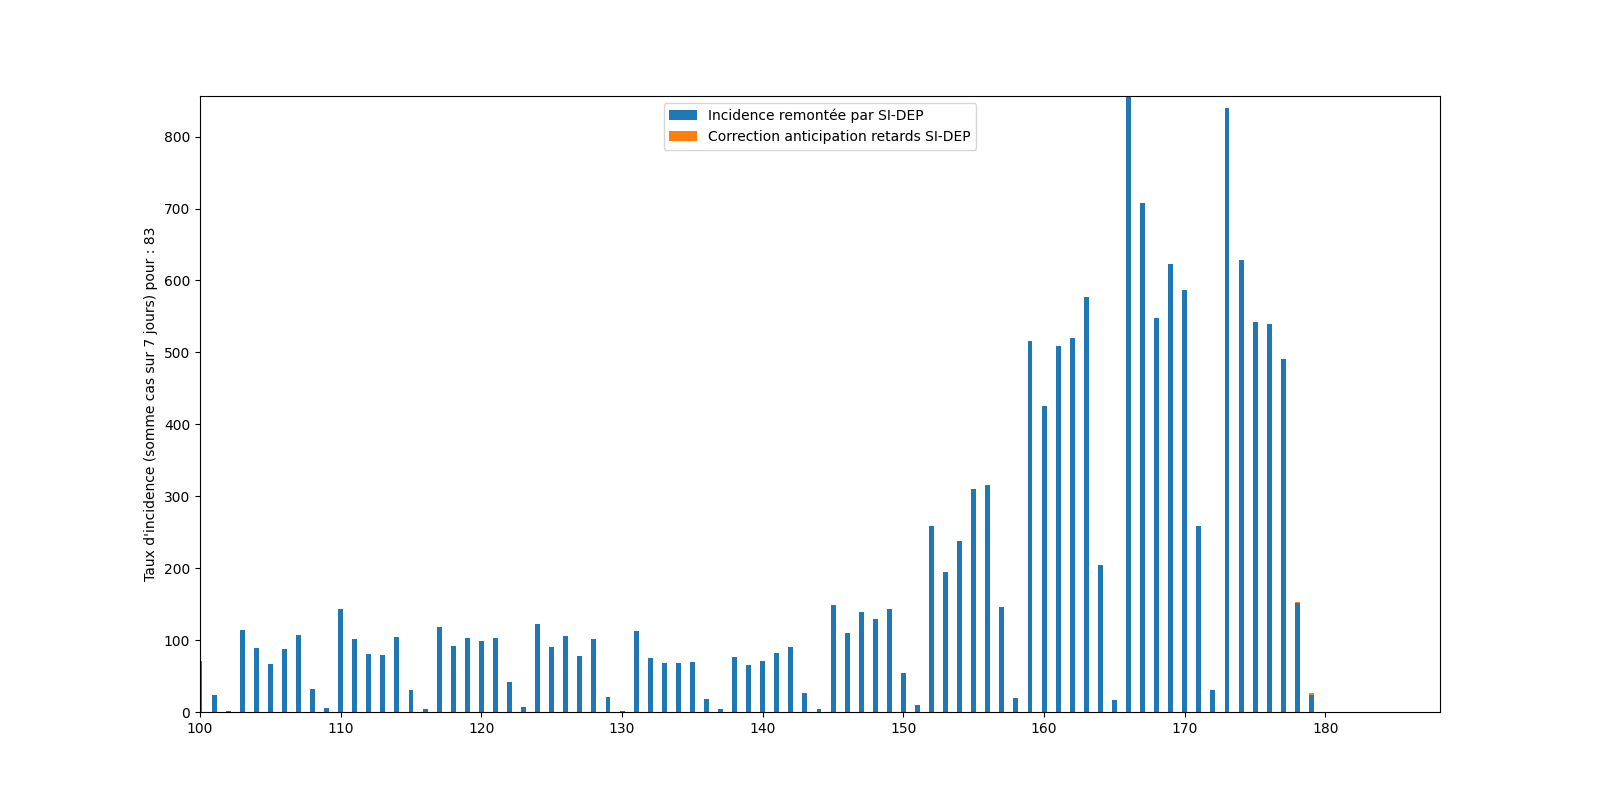 Incidence remontée par SI-DEP
Correction anticipation retards SI-DEP
Taux d'incidence (somme cas sur 7 jours) pour : 83
800
700
600
500
400
300
200
100
0
100 110 120 130 140 150 160 170 180